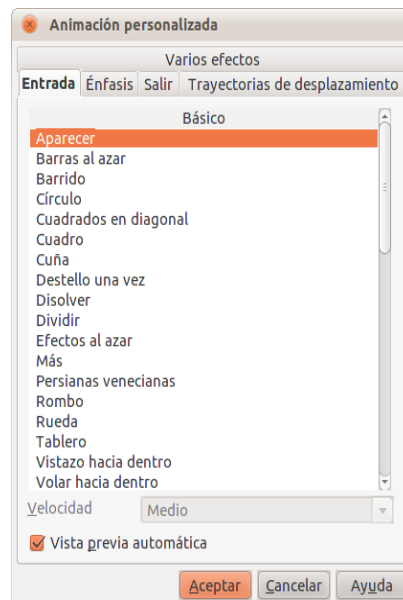 Animación personalizada
Varios efectos
Entrada Énfasis Salir Trayectorias de desplazamiento
Básico
Aparecer
Barras al azar
Barrido
Círculo
Cuadrados en diagonal
Cuadro
Cuña
Destello una vez
Disolver
Dividir
Efectos al azar
Más
Persianas venecianas
Rombo
Rueda
Tablero
Vistazo hacia dentro
Volar hacia dentro
Velocidad Medio
Vista previa automática
Aceptar Cancelar Ayuda